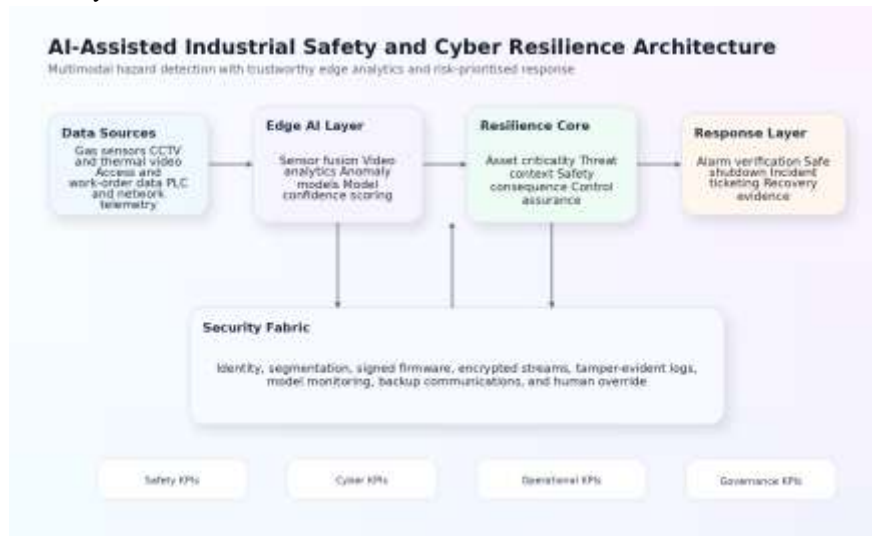 AI-Assisted Industrial Safety and Cyber Resilience Architecture
Multimodal hazard detection with trustworthy edge analytics and risk-prioritised response
Data Sources
Gas sensors CCTV
and thermal video
Access and
work-order data PLC
and network
telemetry
Edge AI Layer
Sensor fusion Video
analytics Anomaly
models Model
confidence scoring
Resilience Core
Asset criticality Threat
context Safety
consequence Control
assurance
Response Layer
Alarm verification Safe
shutdown Incident
ticketing Recovery
evidence
Security Fabric
Identity, segmentation, signed firmware, encrypted streams, tamper-evident logs,
model monitoring, backup communications, and human override
Safety KPIs
Cyber KPIs
Operational KPIs
Governance KPIs